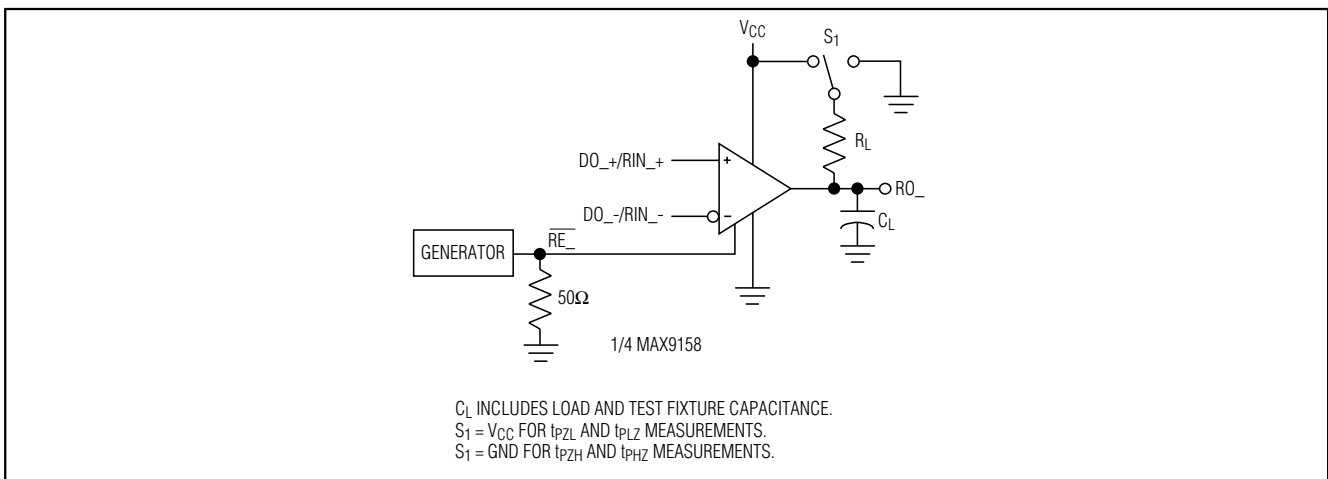 VCC
S1
RL
DO_+/RIN_+
+
RO_
DO_-/RIN_-
-
CL
RE_
GENERATOR
50Ω
1/4 MAX9158
CL INCLUDES LOAD AND TEST FIXTURE CAPACITANCE.
S1 = VCC FOR tPZL AND tPLZ MEASUREMENTS.
S1 = GND FOR tPZH AND tPHZ MEASUREMENTS.